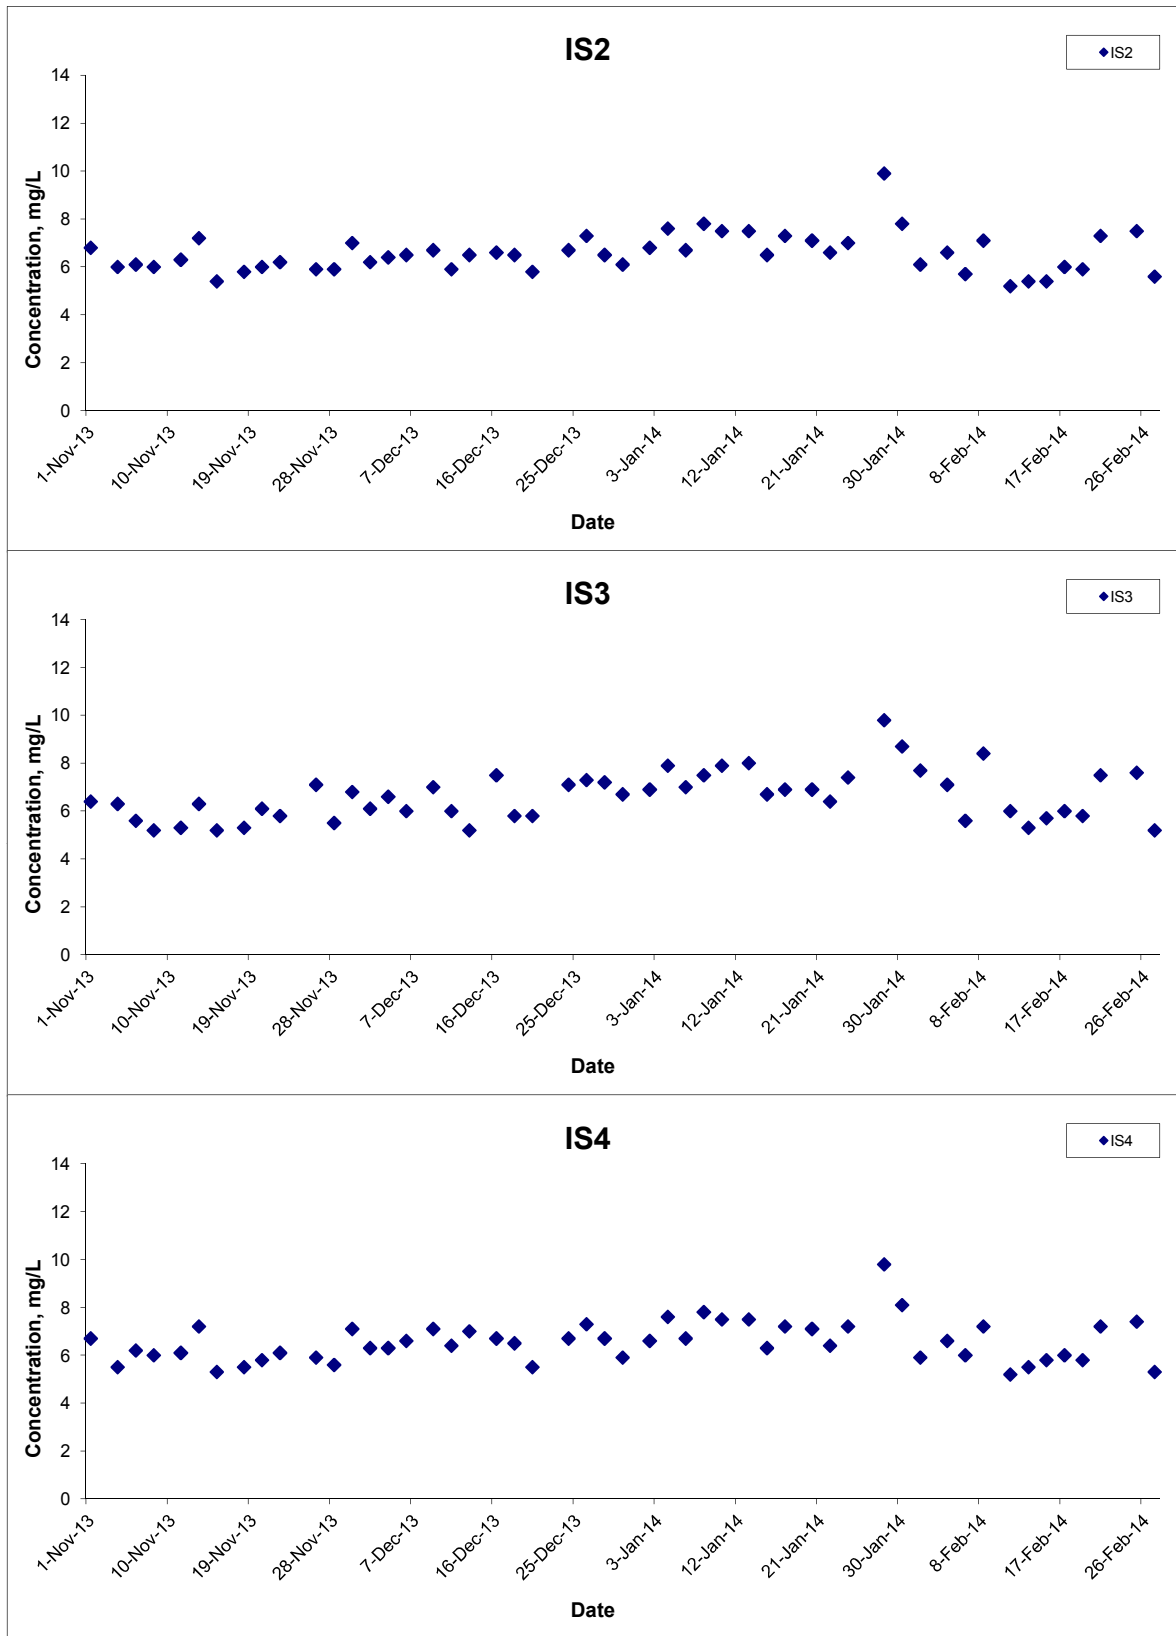 IS2
IS2
Concentration, mg/L
14
12
10
8
6
4
2
0
1-Nov-13
10-Nov-13
19-Nov-13
28-Nov-13
7-Dec-13
16-Dec-13
25-Dec-13
3-Jan-14
12-Jan-14
21-Jan-14
30-Jan-14
8-Feb-14
17-Feb-14
26-Feb-14
Date
IS3
IS3
Concentration, mg/L
14
12
10
8
6
4
2
0
1-Nov-13
10-Nov-13
19-Nov-13
28-Nov-13
7-Dec-13
16-Dec-13
25-Dec-13
3-Jan-14
12-Jan-14
21-Jan-14
30-Jan-14
8-Feb-14
17-Feb-14
26-Feb-14
Date
IS4
IS4
Concentration, mg/L
14
12
10
8
6
4
2
0
1-Nov-13
10-Nov-13
19-Nov-13
28-Nov-13
7-Dec-13
16-Dec-13
25-Dec-13
3-Jan-14
12-Jan-14
21-Jan-14
30-Jan-14
8-Feb-14
17-Feb-14
26-Feb-14
Date